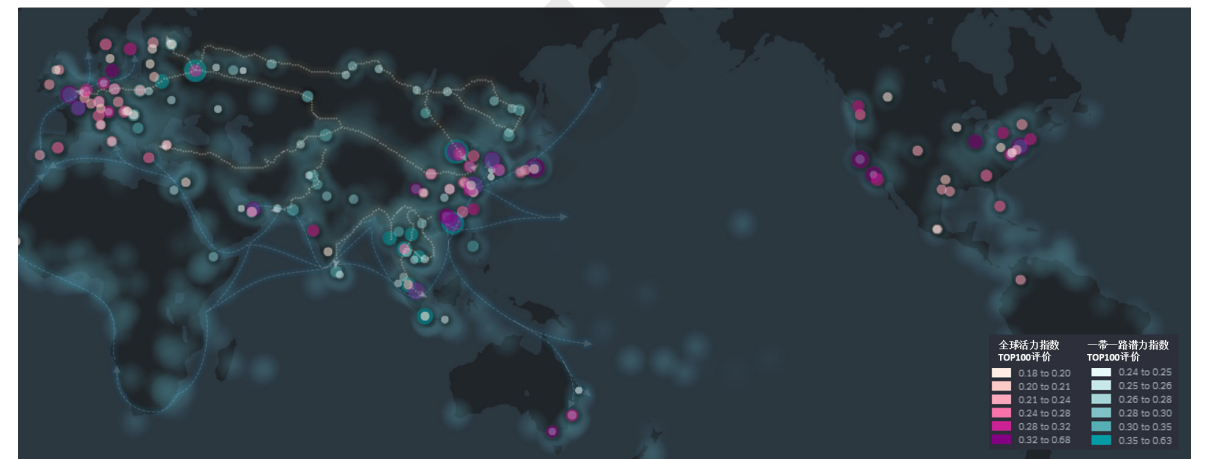 全球活力指数 一带一路潜力指数
TOP100评价 TOP100评价
0.18 to 0.20 0.24 to 0.25
0.20 to 0.21 0.25 to 0.26
0.21 to 0.24 0.26 to 0.28
0.24 to 0.28 0.28 to 0.30
0.28 to 0.32 0.30 to 0.35
0.32 to 0.68 0.35 to 0.63